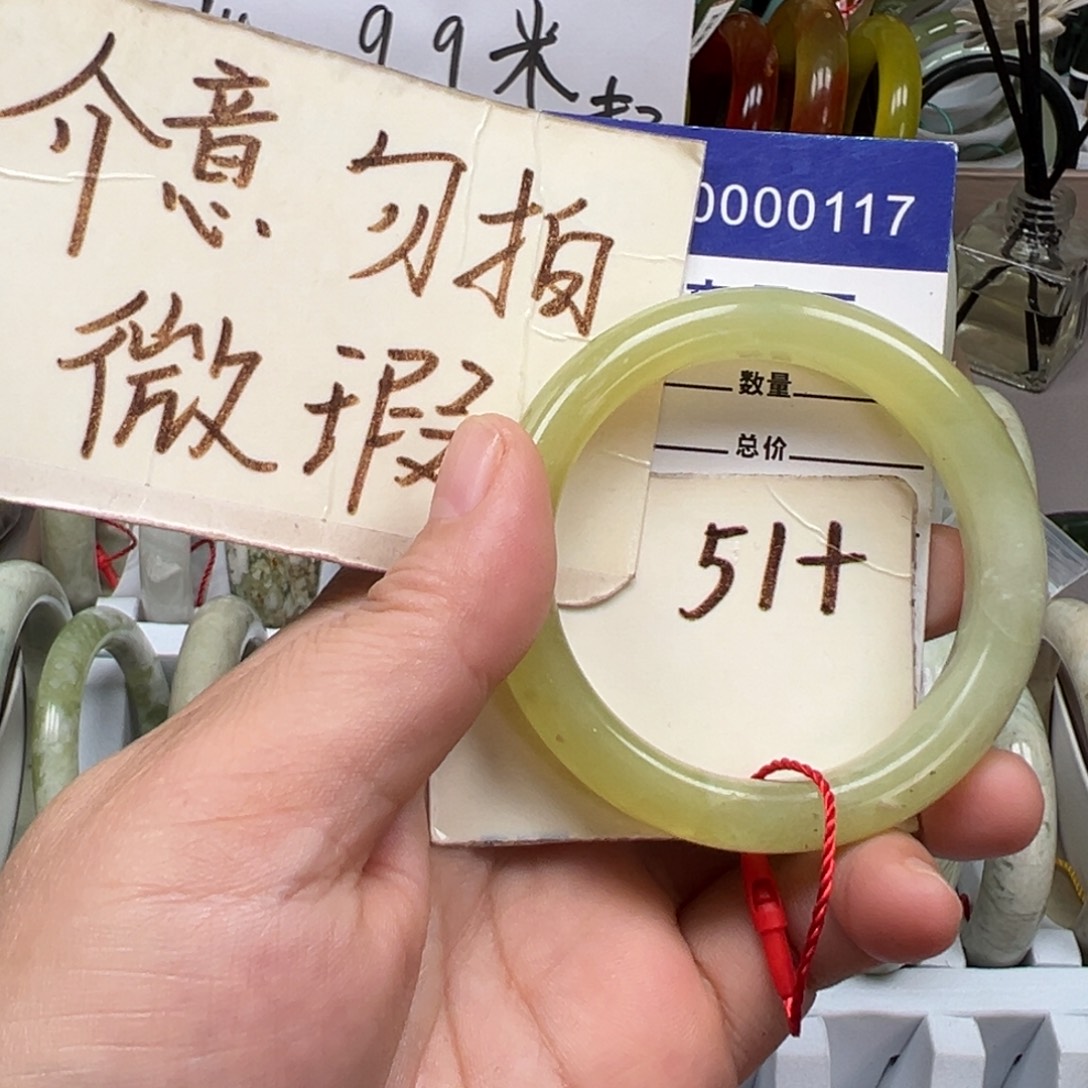 99米起
介意 勿拍
微瑕
0000117
数量
总价
51+